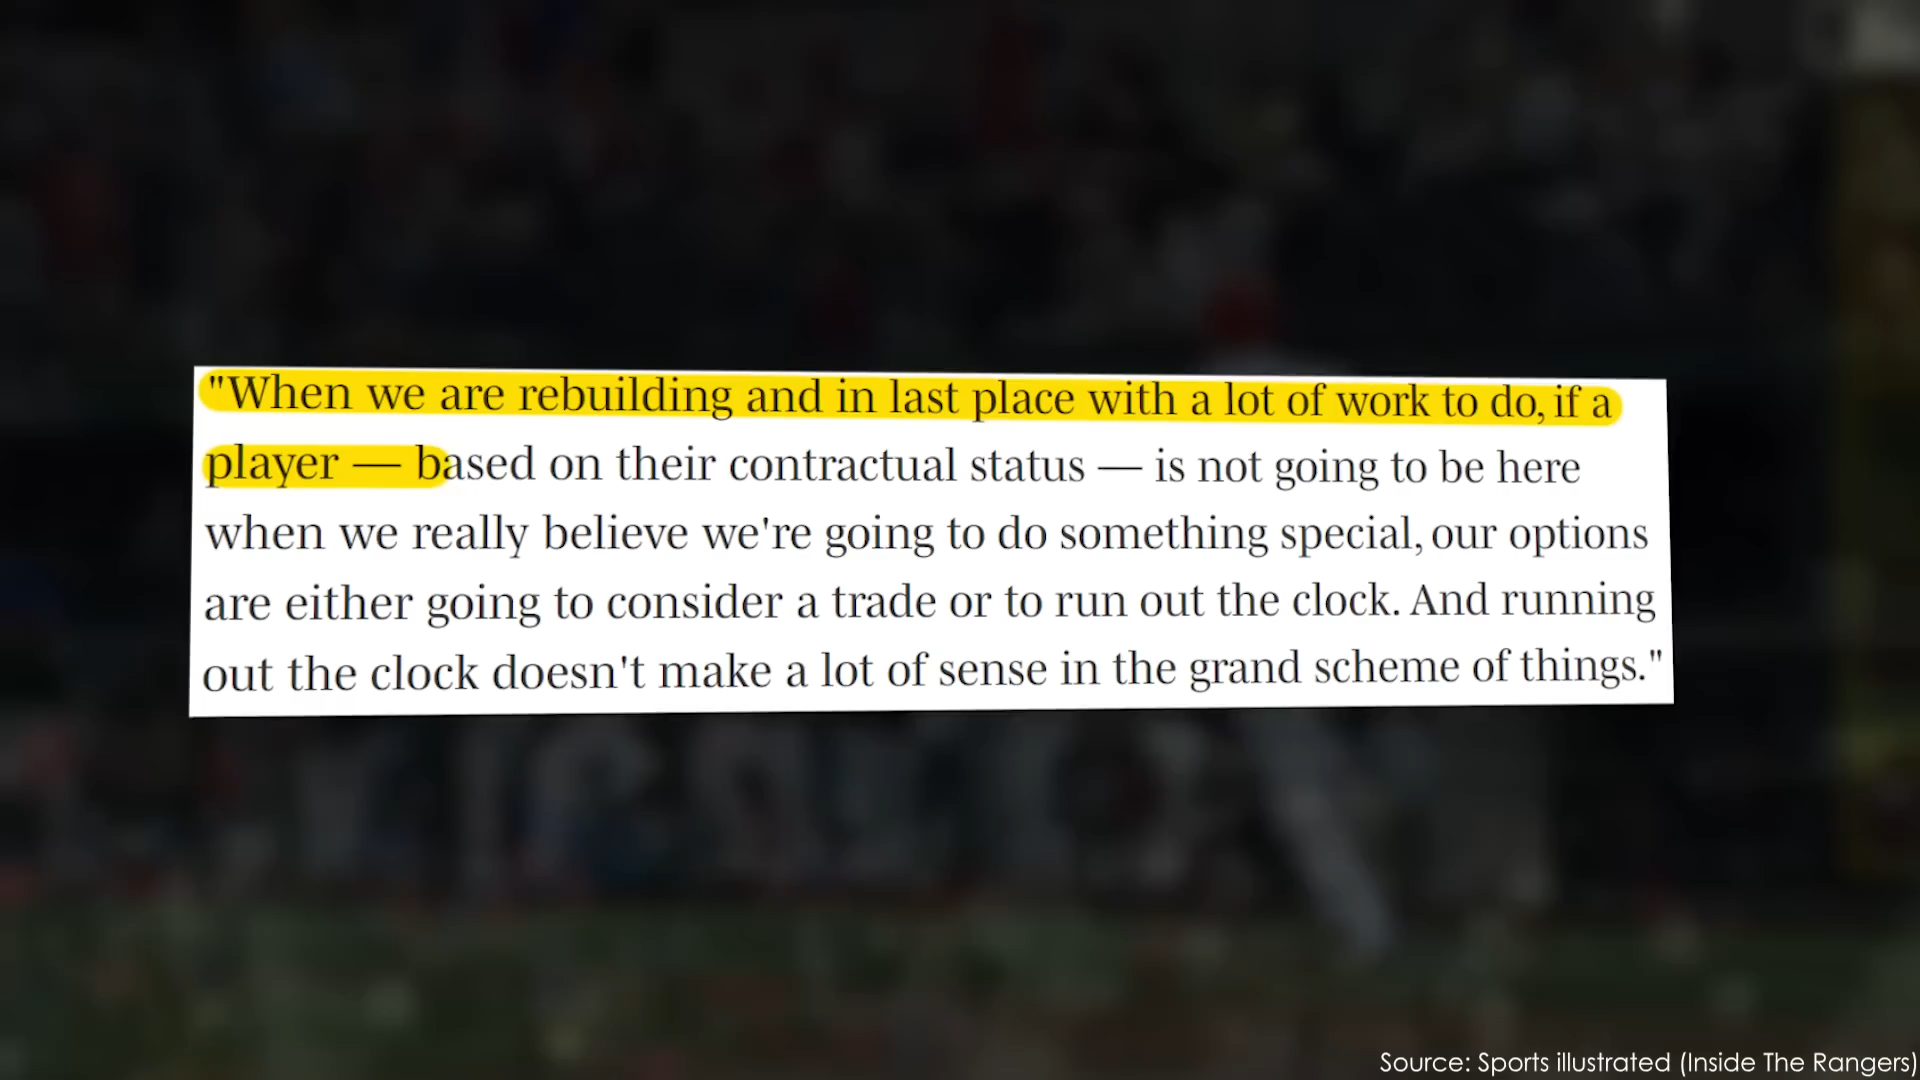 "When we are rebuilding and in last place with a lot of work to do, if a
player — based on their contractual status — is not going to be here
when we really believe we're going to do something special, our options
are either going to consider a trade or to run out the clock. And running
out the clock doesn't make a lot of sense in the grand scheme of things."
Source: Sports illustrated (Inside The Rangers)